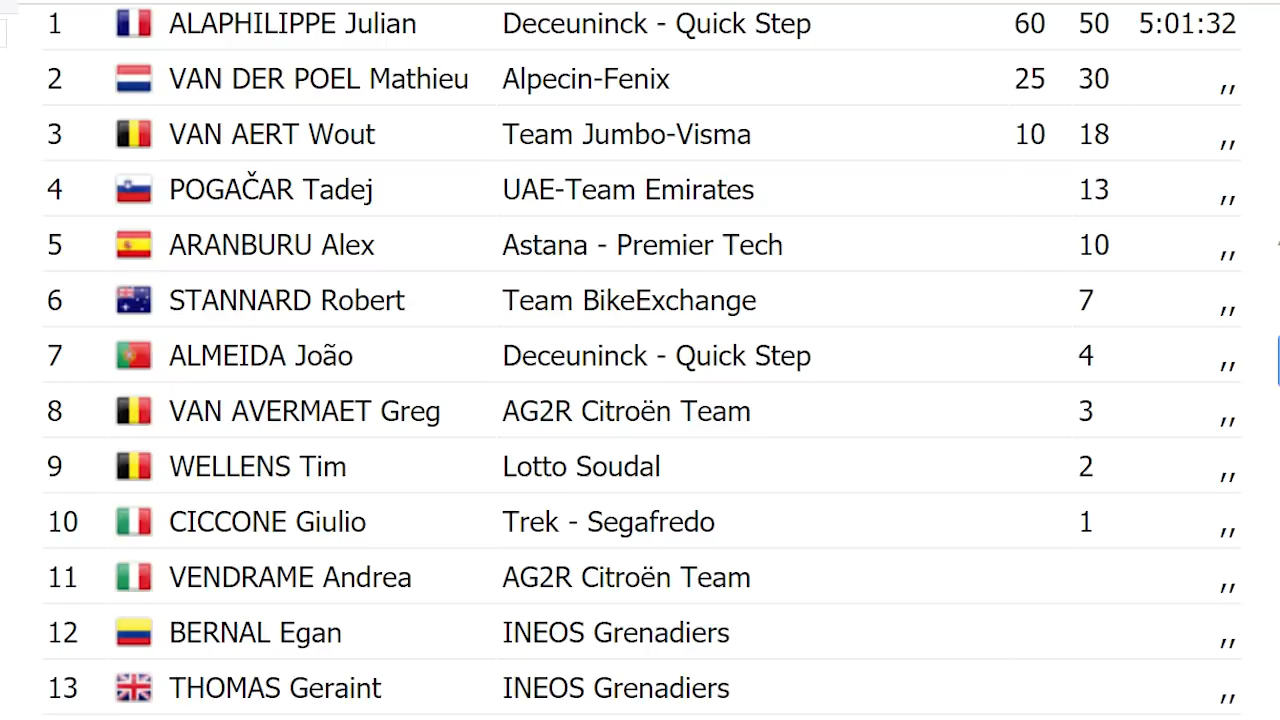 1 ALAPHILIPPE Julian Deceuninck - Quick Step 60 50 5:01:32
2 VAN DER POEL Mathieu Alpecin-Fenix 25 30 ,,
3 VAN AERT Wout Team Jumbo-Visma 10 18 ,,
4 POGAČAR Tadej UAE-Team Emirates 13 ,,
5 ARANBURU Alex Astana - Premier Tech 10 ,,
6 STANNARD Robert Team BikeExchange 7 ,,
7 ALMEIDA João Deceuninck - Quick Step 4 ,,
8 VAN AVERMAET Greg AG2R Citroën Team 3 ,,
9 WELLENS Tim Lotto Soudal 2 ,,
10 CICCONE Giulio Trek - Segafredo 1 ,,
11 VENDRAME Andrea AG2R Citroën Team ,,
12 BERNAL Egan INEOS Grenadiers ,,
13 THOMAS Geraint INEOS Grenadiers ,,